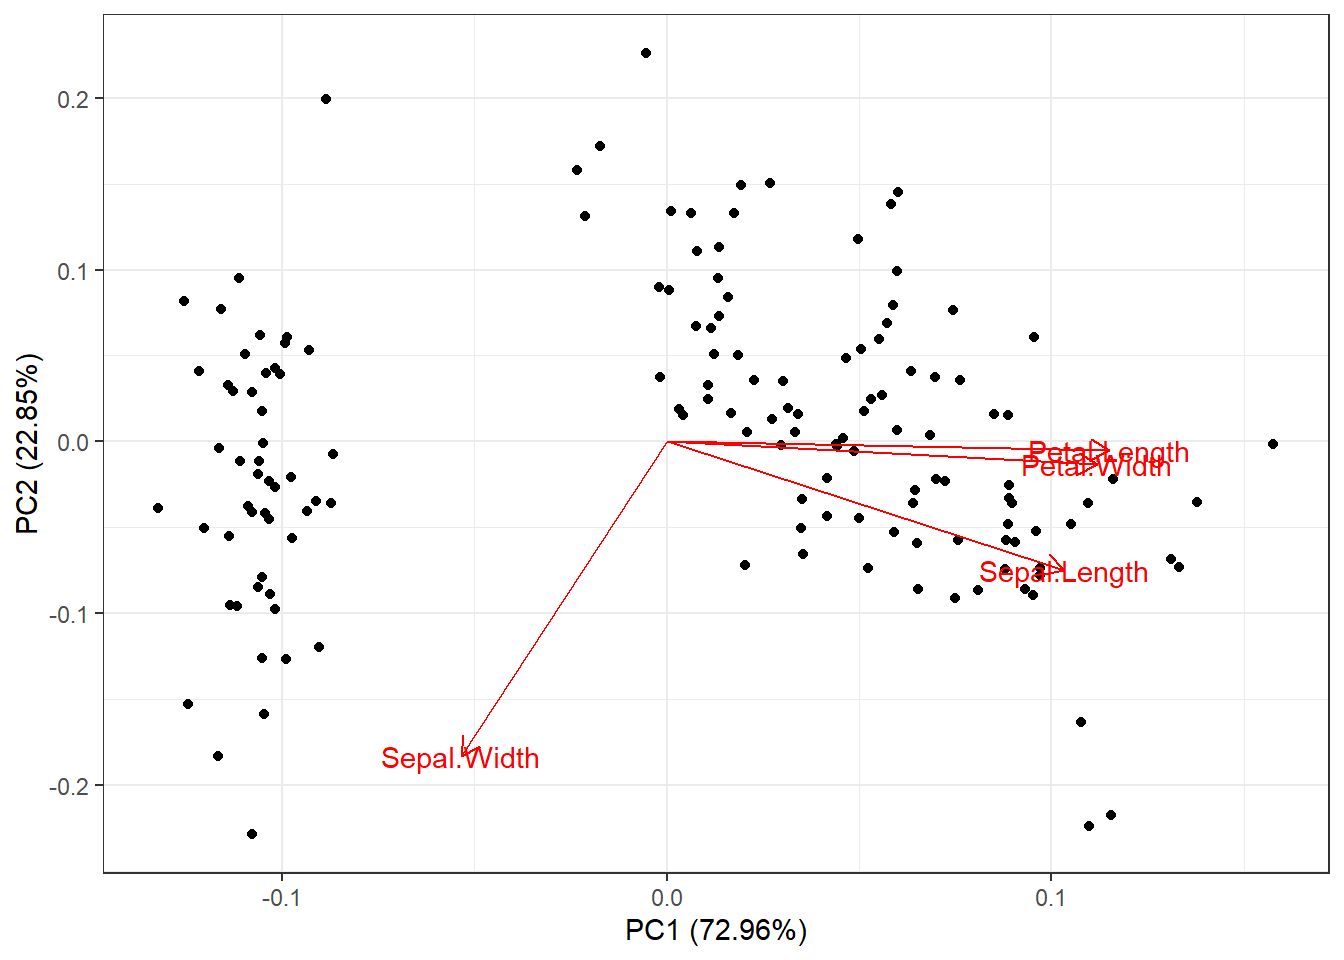 0.2
0.1
0.0
-0.1
-0.2
PC2 (22.85%)
Petal.Length
Petal.Width
Sepal.Length
Sepal.Width
-0.1
0.0
0.1
PC1 (72.96%)